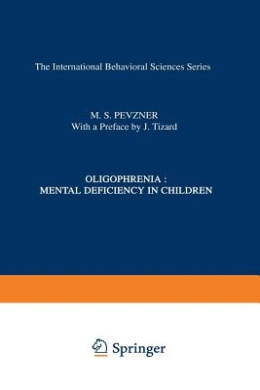 The International Behavioral Sciences Series
M. S. PEVZNER
With a Preface by J. Tizard
OLIGOPHRENIA :
MENTAL DEFICIENCY IN CHILDREN
Springer